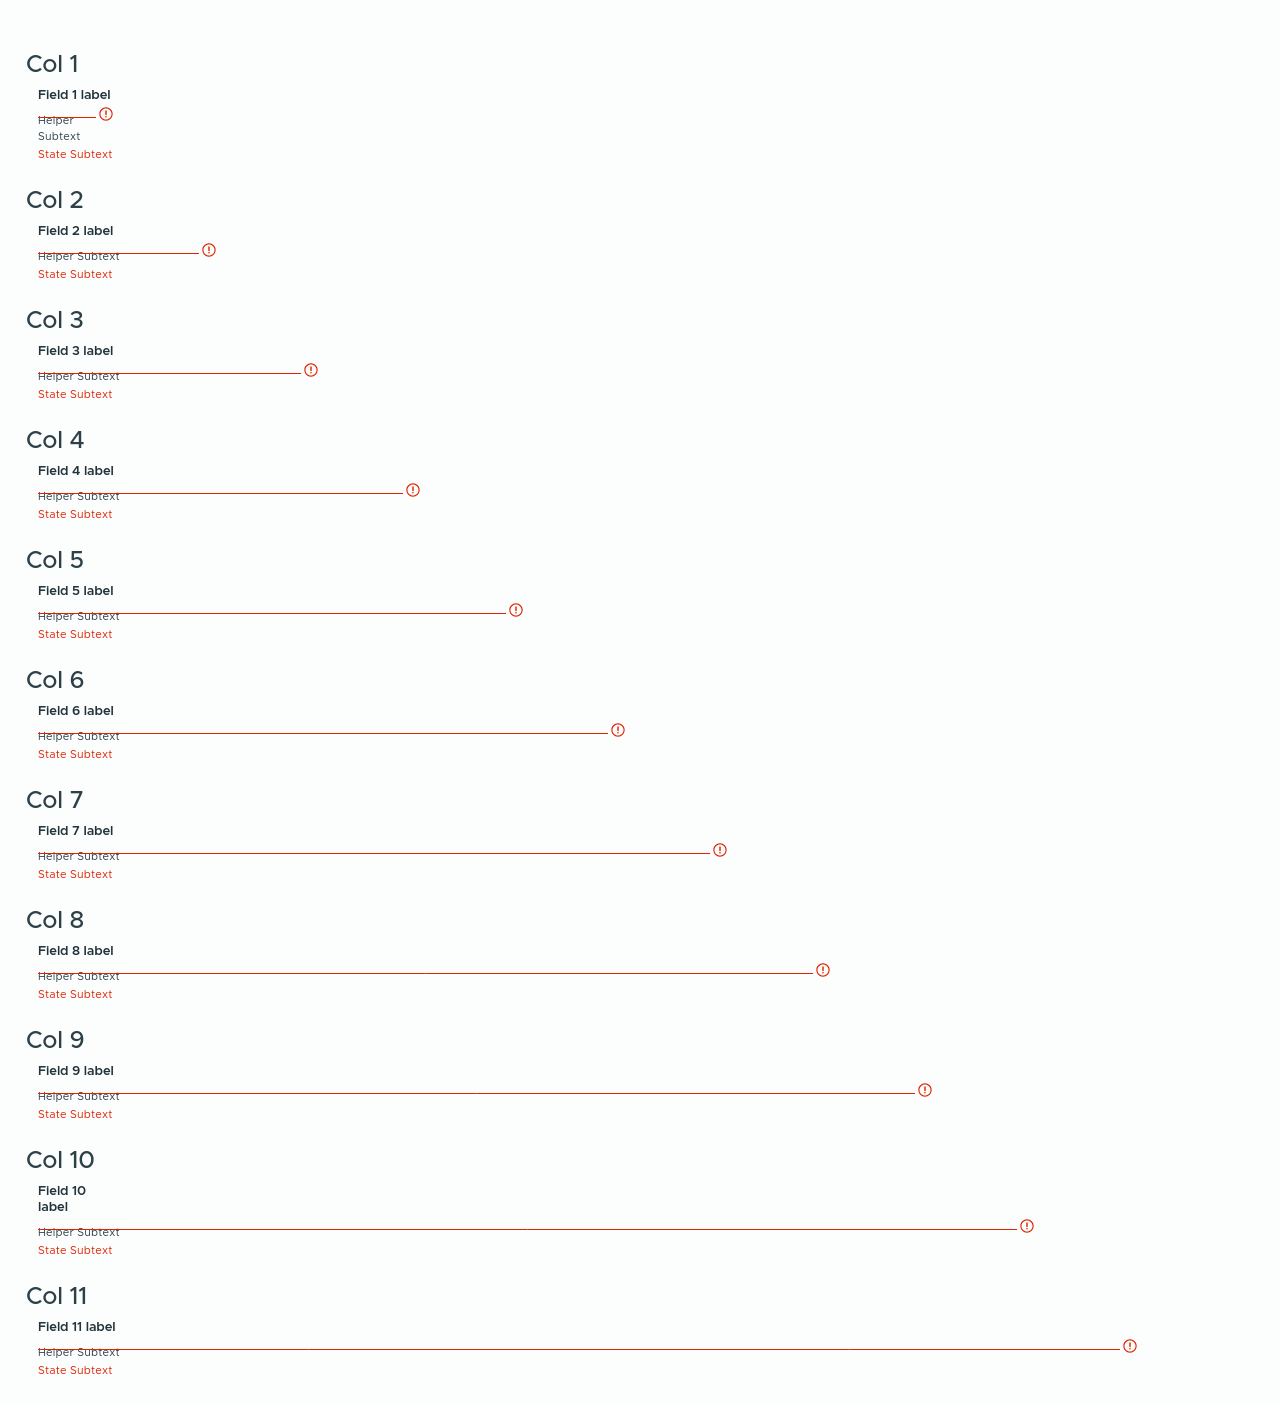 Col 1
Field 1 label
Helper
Subtext
State Subtext
Col 2
Field 2 label
Helper Subtext
State Subtext
Col 3
Field 3 label
Helper Subtext
State Subtext
Col 4
Field 4 label
Helper Subtext
State Subtext
Col 5
Field 5 label
Helper Subtext
State Subtext
Col 6
Field 6 label
Helper Subtext
State Subtext
Col 7
Field 7 label
Helper Subtext
State Subtext
Col 8
Field 8 label
Helper Subtext
State Subtext
Col 9
Field 9 label
Helper Subtext
State Subtext
Col 10
Field 10
label
Helper Subtext
State Subtext
Col 11
Field 11 label
Helper Subtext
State Subtext